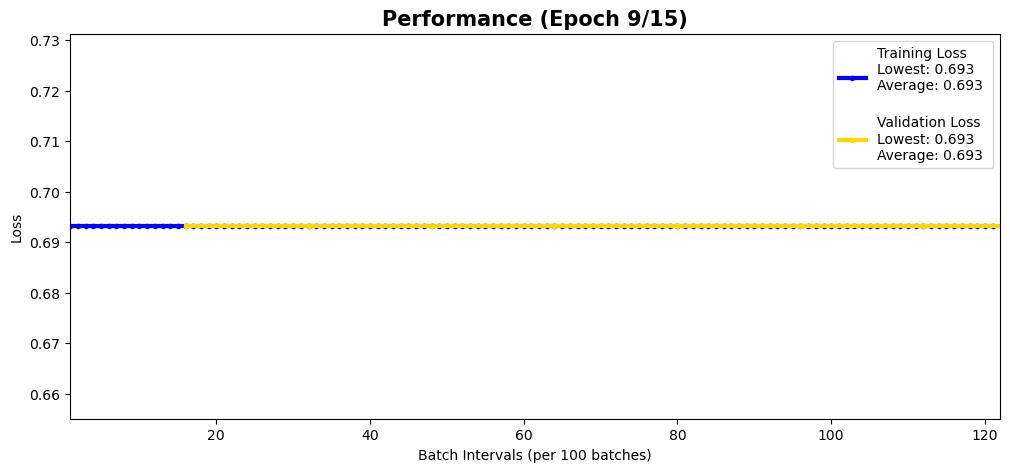 Performance (Epoch 9/15)
0.73
0.72
0.71
0.70
0.69
0.68
0.67
0.66
Loss
Training Loss
Lowest: 0.693
Average: 0.693
Validation Loss
Lowest: 0.693
Average: 0.693
20 40 60 80 100 120
Batch Intervals (per 100 batches)